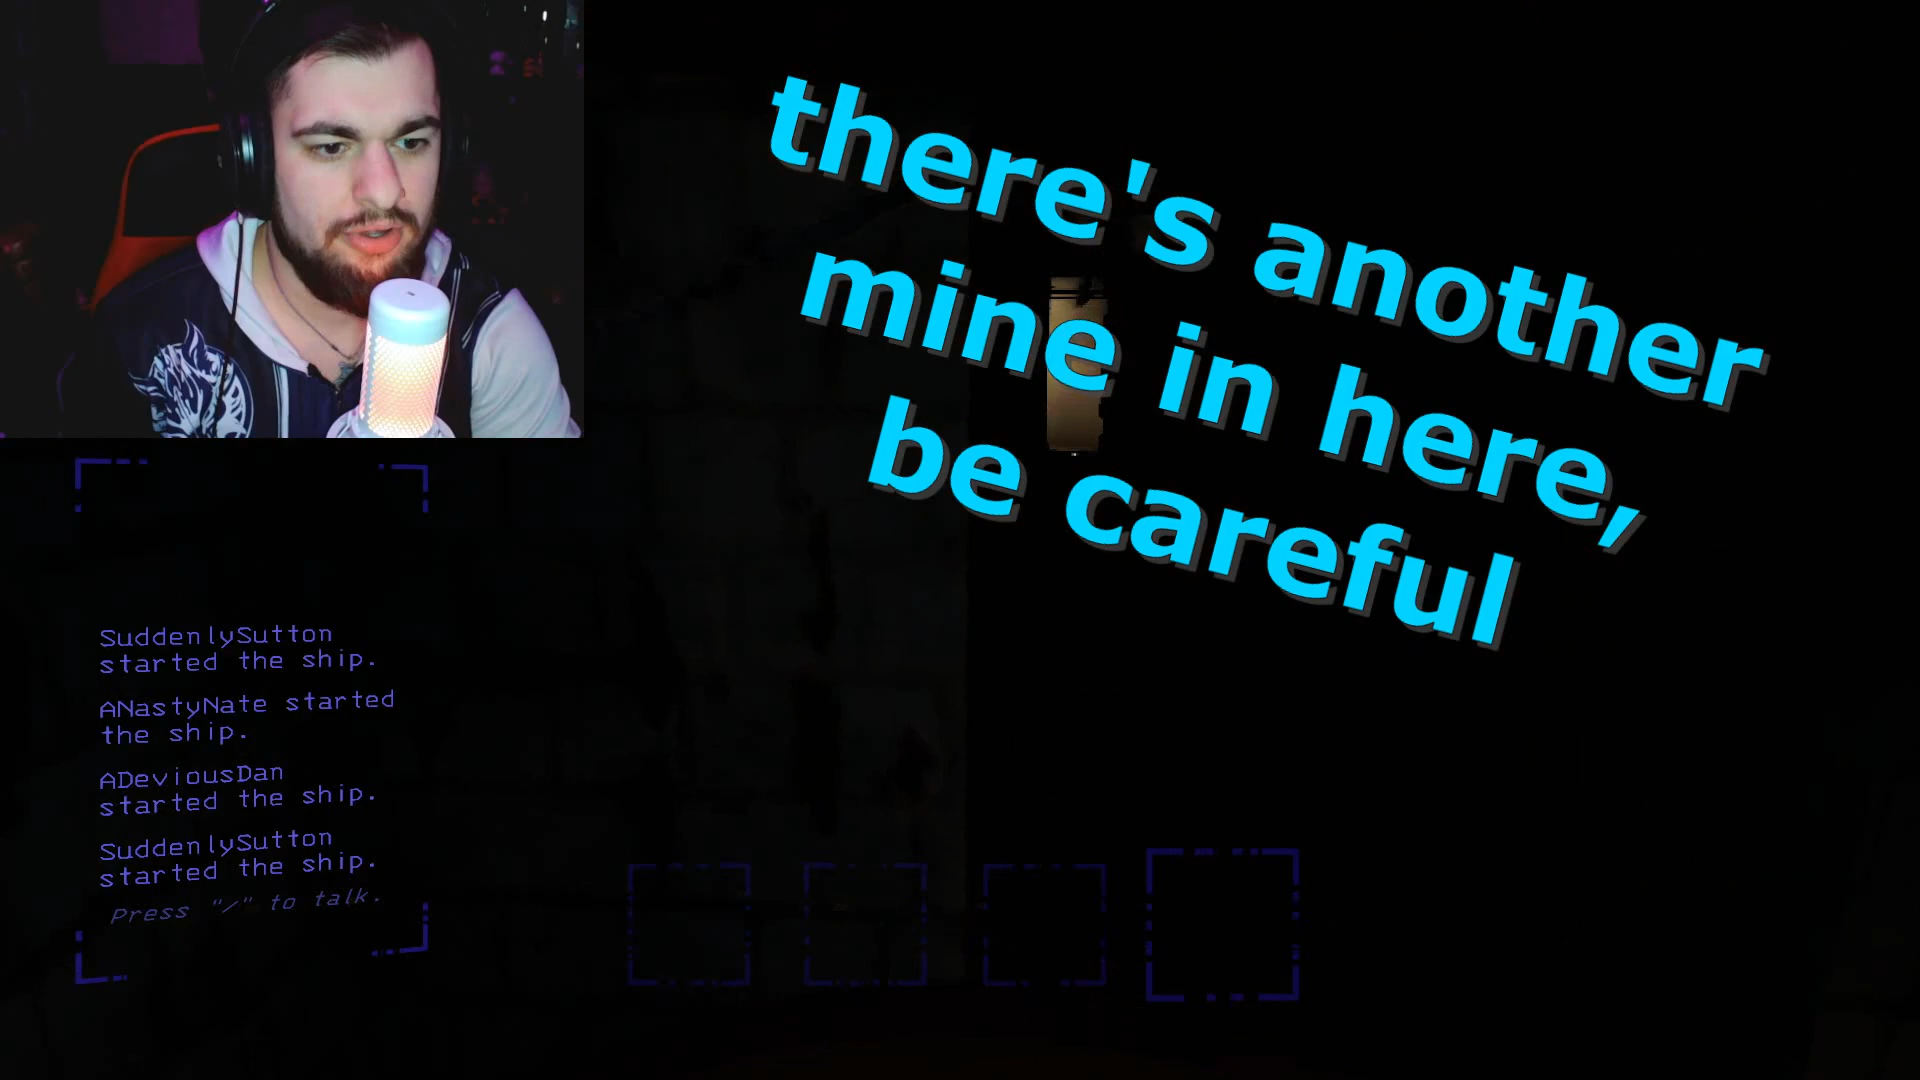 there's another
mine in here,
be careful
SuddenlySutton
started the ship.
ANastyNate started
the ship.
ADeviousDan
started the ship.
SuddenlySutton
started the ship.
Press "/" to talk.